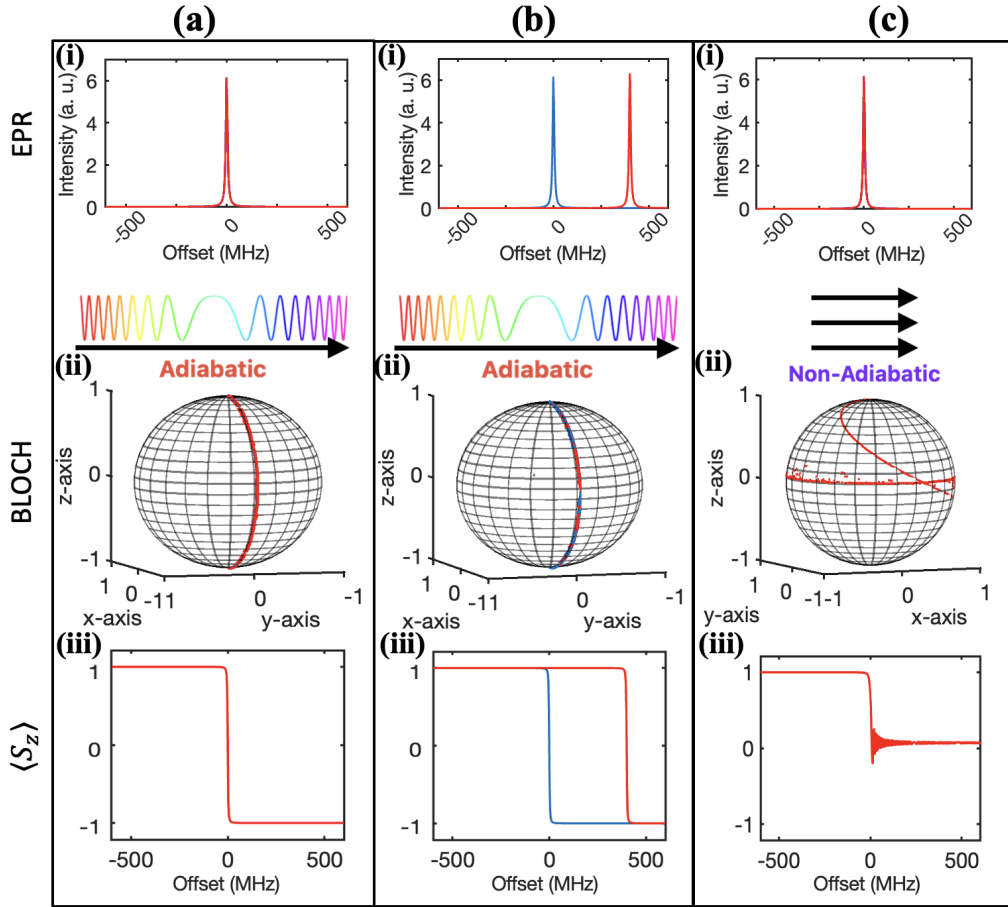 (a) (b) (c)
EPR
(i)
Intensity (a. u.)
6
4
2
0
-500 0 500
Offset (MHz)
(i)
Intensity (a. u.)
6
4
2
0
-500 0 500
Offset (MHz)
(i)
Intensity (a. u.)
6
4
2
0
-500 0 500
Offset (MHz)
BLOCH
(ii)
Adiabatic
z-axis
1
0
-1
1 0 -11 0 -1
x-axis y-axis
(ii)
Adiabatic
z-axis
1
0
-1
1 0 -11 0 -1
x-axis y-axis
(ii)
Non-Adiabatic
z-axis
1
0
-1
1 0 -1-1 0 1
y-axis x-axis
⟨S_z⟩
(iii)
1
0
-1
-500 0 500
Offset (MHz)
(iii)
1
0
-1
-500 0 500
Offset (MHz)
(iii)
1
0
-1
-500 0 500
Offset (MHz)